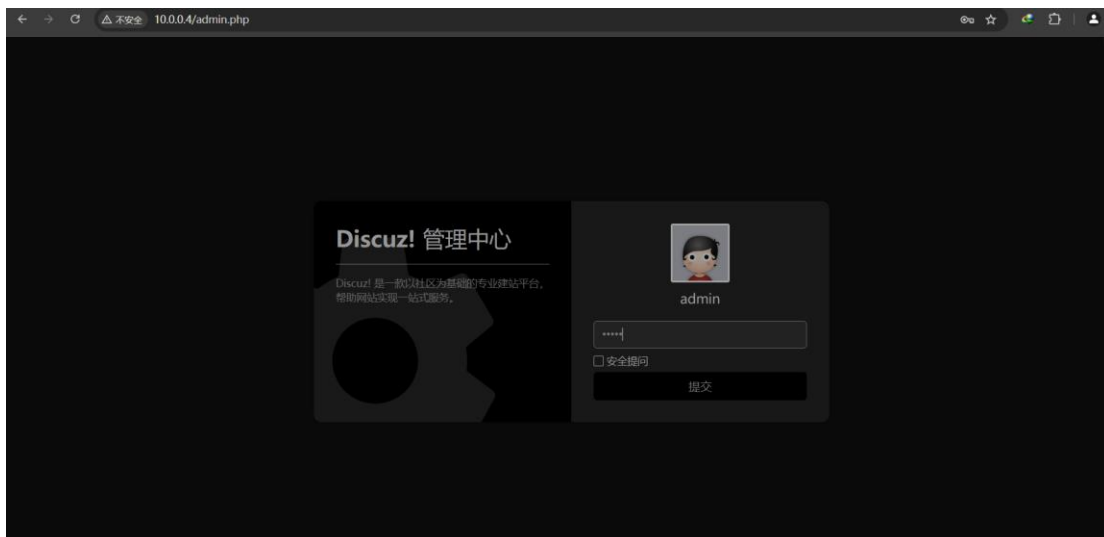 不安全 10.0.0.4/admin.php
Discuz! 管理中心
Discuz! 是一款以社区为基础的专业建站平台，
帮助网站实现一站式服务。
admin
•••••
安全提问
提交